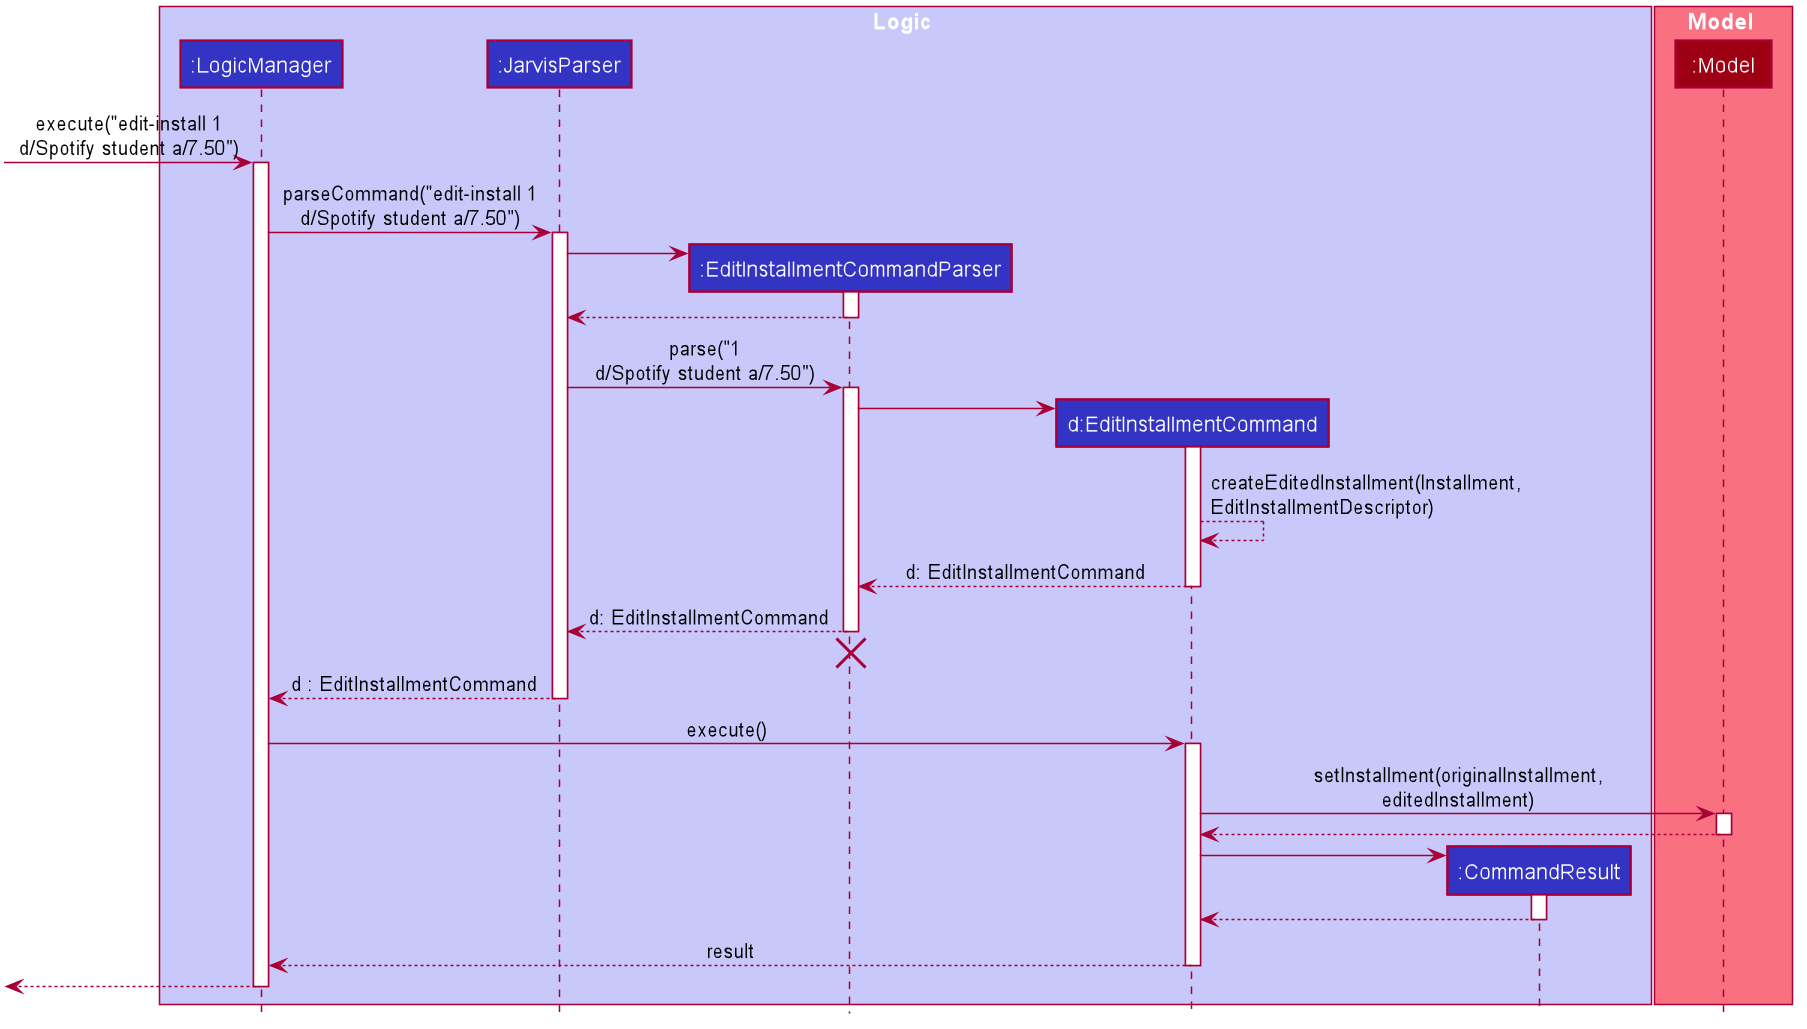 Logic
Model
:LogicManager
:JarvisParser
:Model
execute("edit-install 1
d/Spotify student a/7.50")
parseCommand("edit-install 1
d/Spotify student a/7.50")
:EditInstallmentCommandParser
parse("1
d/Spotify student a/7.50")
d:EditInstallmentCommand
createEditedInstallment(Installment,
EditInstallmentDescriptor)
d: EditInstallmentCommand
d: EditInstallmentCommand
d : EditInstallmentCommand
execute()
setInstallment(originalInstallment,
editedInstallment)
:CommandResult
result